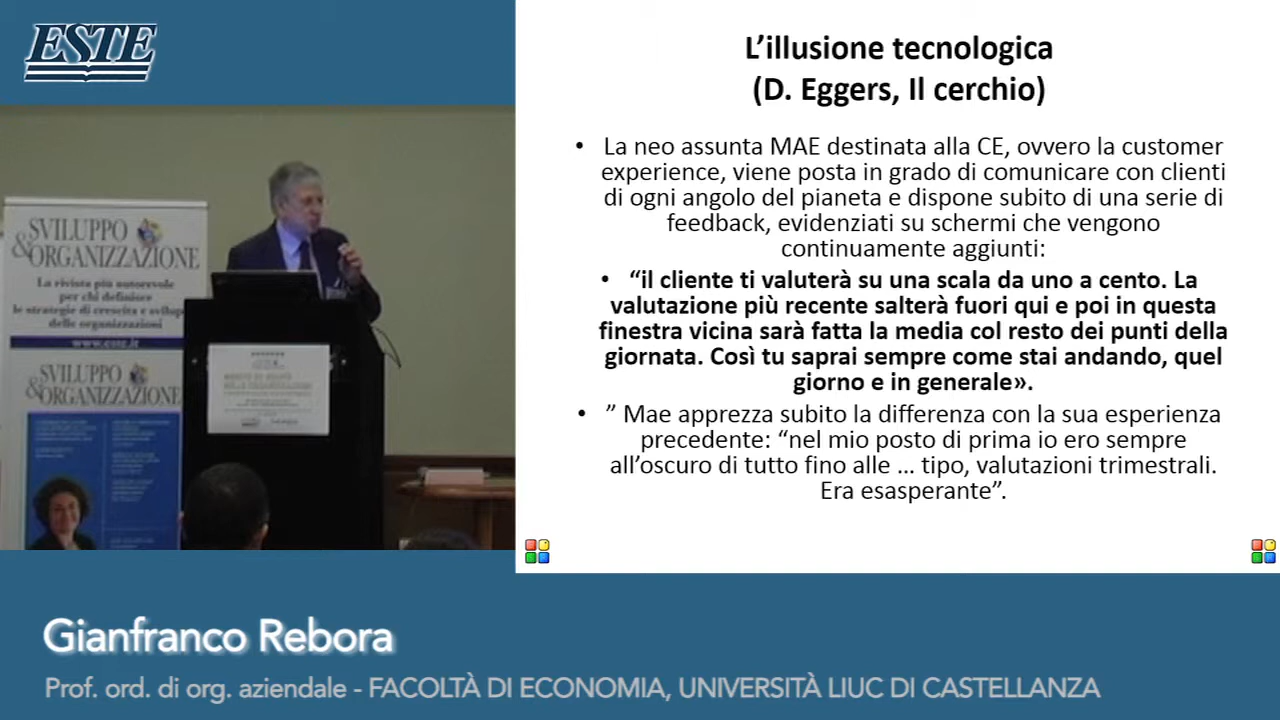 ESTE
L'illusione tecnologica
(D. Eggers, Il cerchio)
• La neo assunta MAE destinata alla CE, ovvero la customer
experience, viene posta in grado di comunicare con clienti
di ogni angolo del pianeta e dispone subito di una serie di
feedback, evidenziati su schermi che vengono
continuamente aggiunti:
• “il cliente ti valuterà su una scala da uno a cento. La
valutazione più recente salterà fuori qui e poi in questa
finestra vicina sarà fatta la media col resto dei punti della
giornata. Così tu saprai sempre come stai andando, quel
giorno e in generale».
• ” Mae apprezza subito la differenza con la sua esperienza
precedente: “nel mio posto di prima io ero sempre
all'oscuro di tutto fino alle … tipo, valutazioni trimestrali.
Era esasperante”.
SVILUPPO
&ORGANIZZAZIONE
La rivista più autorevole
per chi definisce
le strategie di crescita e svilup
delle organizzazioni
www.este.it
SVILUPPO
&ORGANIZZAZIONE
Gianfranco Rebora
Prof. ord. di org. aziendale - FACOLTÀ DI ECONOMIA, UNIVERSITÀ LIUC DI CASTELLANZA